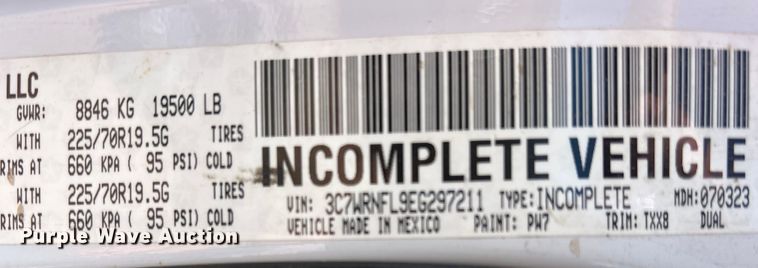 LLC
GVWR: 8846 KG 19500 LB
WITH 225/70R19.5G TIRES
RIMS AT 660 KPA ( 95 PSI) COLD
WITH 225/70R19.5G TIRES
RIMS AT 660 KPA ( 95 PSI) COLD
INCOMPLETE VEHICLE
VIN: 3C7WRNFL9EG297211 TYPE:INCOMPLETE MDH:070323
VEHICLE MADE IN MEXICO PAINT: PW7 TRIM: TXX8 DUAL
Purple Wave Auction